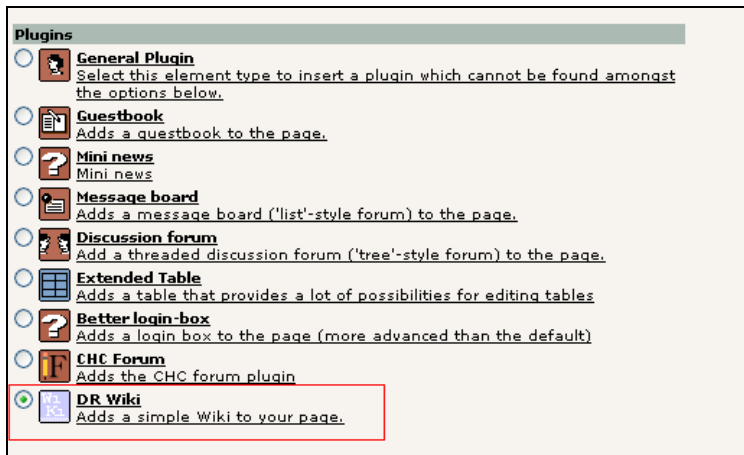 Plugins
General Plugin
Select this element type to insert a plugin which cannot be found amongst
the options below.
Guestbook
Adds a guestbook to the page.
Mini news
Mini news
Message board
Adds a message board ('list'-style forum) to the page.
Discussion forum
Add a threaded discussion forum ('tree'-style forum) to the page.
Extended Table
Adds a table that provides a lot of possibilities for editing tables
Better login-box
Adds a login box to the page (more advanced than the default)
CHC Forum
Adds the CHC forum plugin
DR Wiki
Adds a simple Wiki to your page.